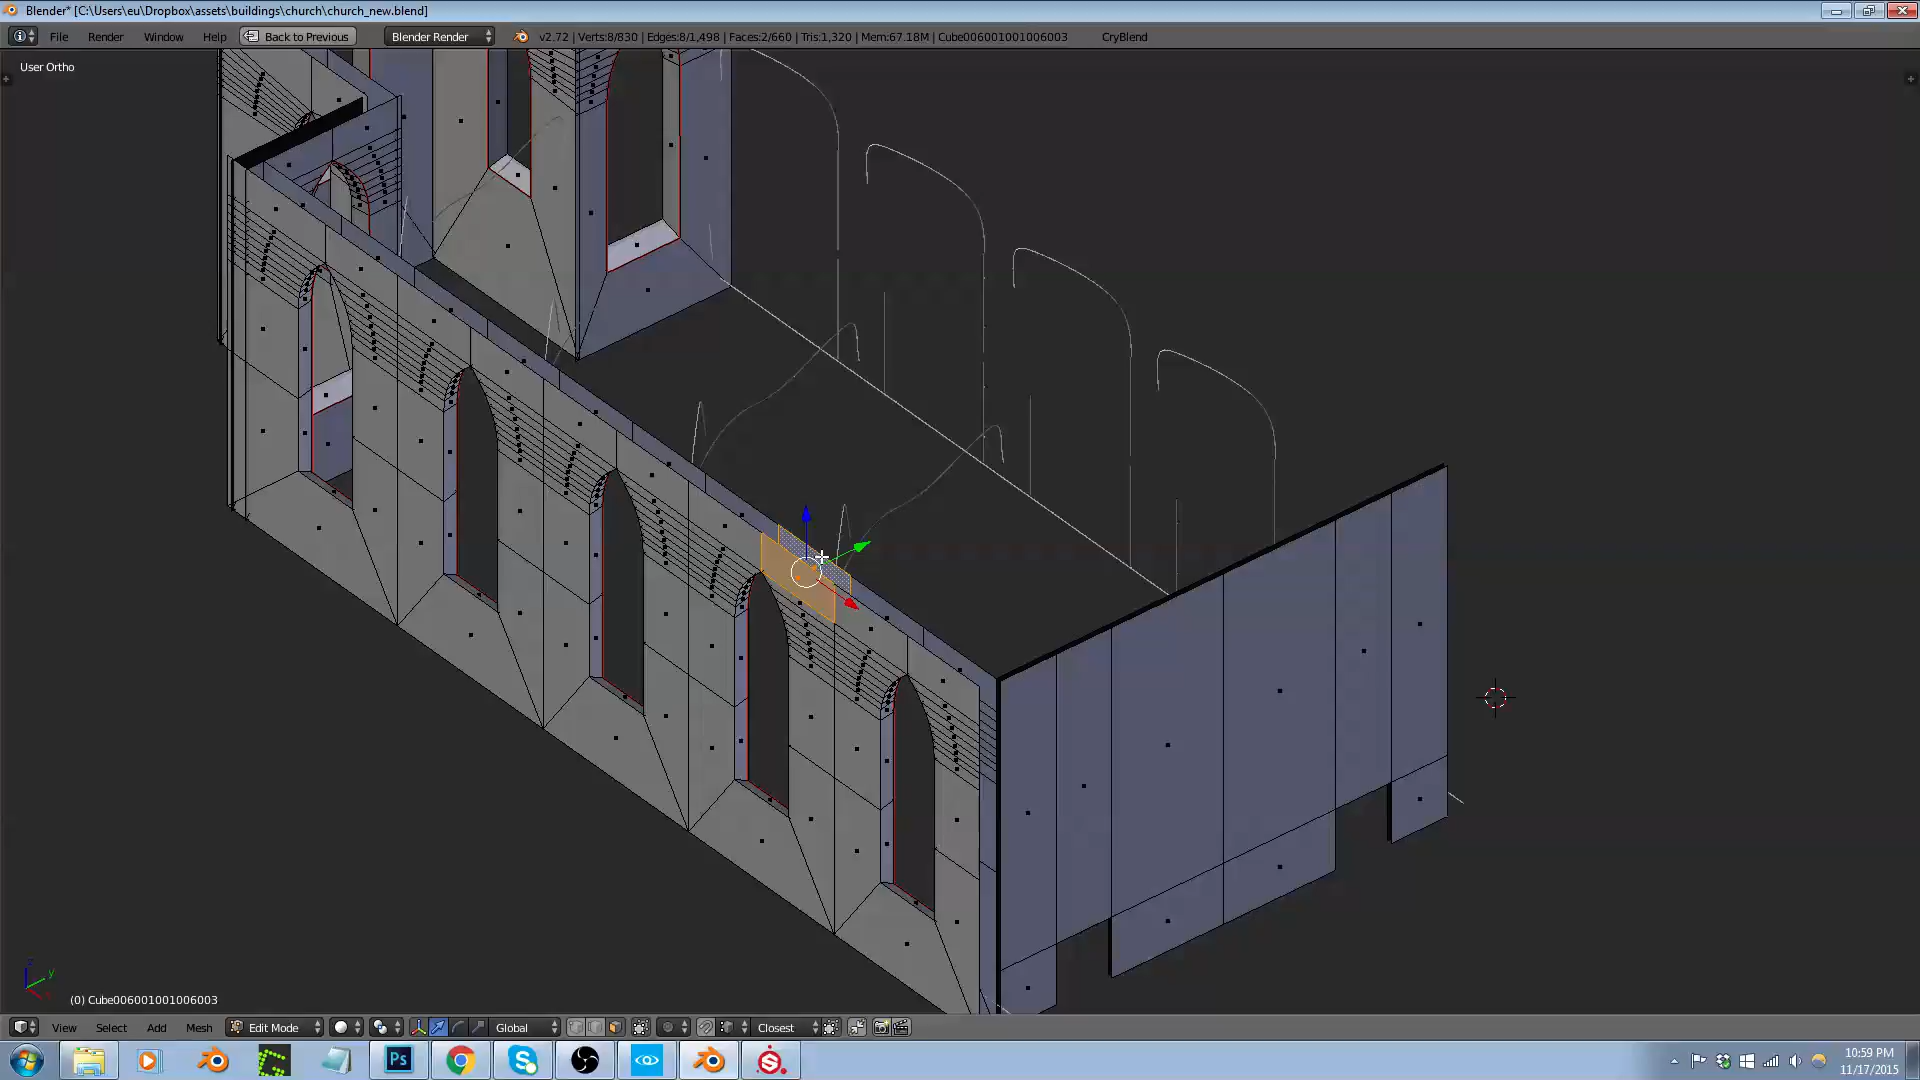 Blender* [C:\Users\eu\Dropbox\assets\buildings\church\church_new.blend]
File Render Window Help Back to Previous Blender Render v2.72 | Verts:8/830 | Edges:8/1,498 | Faces:2/660 | Tris:1,320 | Mem:67.18M | Cube006001001006003 CryBlend
User Ortho
z
y
(0) Cube006001001006003
View Select Add Mesh Edit Mode Global Closest
Ps
10:59 PM
11/17/2015